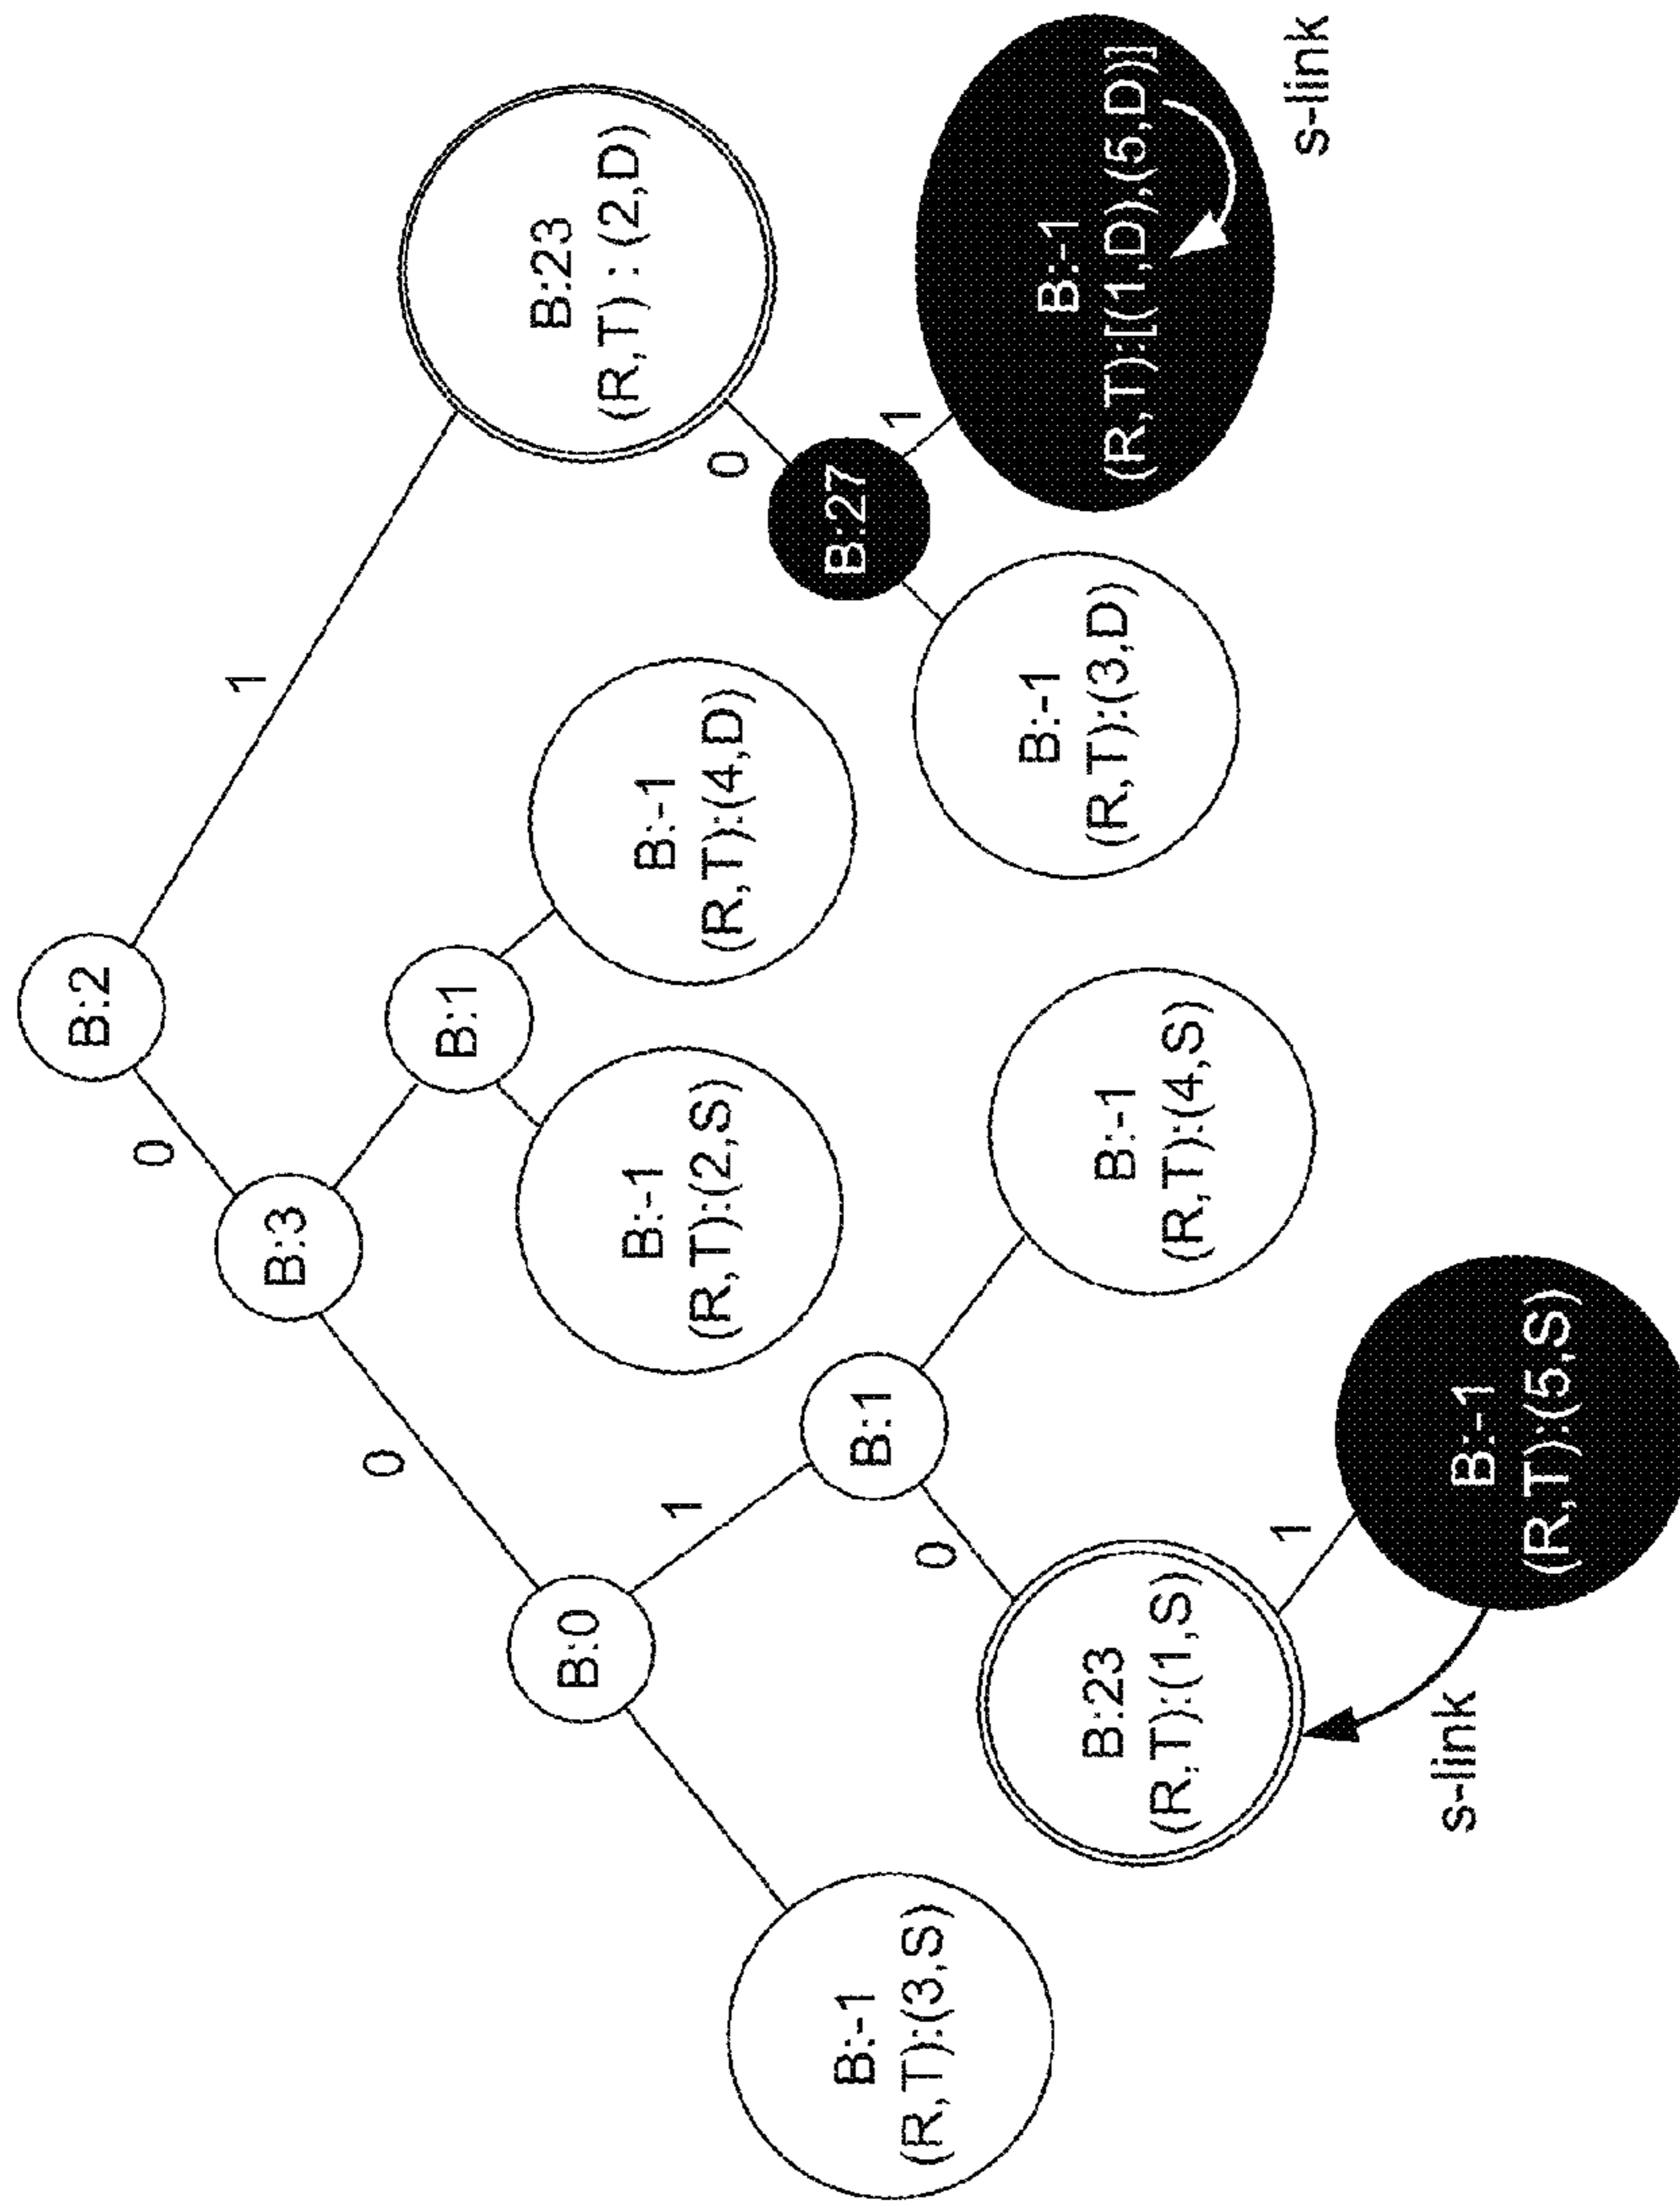 B:2
0
1
B:3
B:23
(R,T) : (2,D)
0
B:1
0
B:0
B:-1
(R,T):(2,S)
B:-1
(R,T):(4,D)
B:27
1
1
B:-1
(R,T):(3,S)
B:1
B:-1
(R,T):(3,D)
B:-1
(R,T):[(1,D),(5,D)]
s-link
0
B:23
(R,T):(1,S)
B:-1
(R,T):(4,S)
1
s-link
B:-1
(R,T):(5,S)